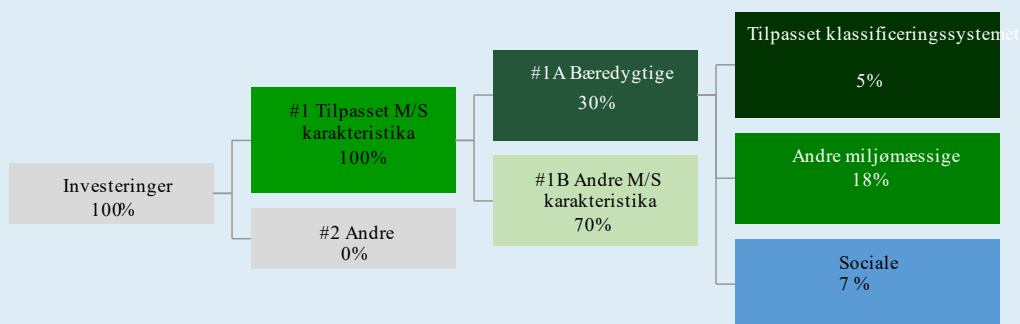 Investeringer
100%
#1 Tilpasset M/S
karakteristika
100%
#2 Andre
0%
#1A Bæredygtige
30%
#1B Andre M/S
karakteristika
70%
Tilpasset klassificeringssystemet
5%
Andre miljømæssige
18%
Sociale
7 %